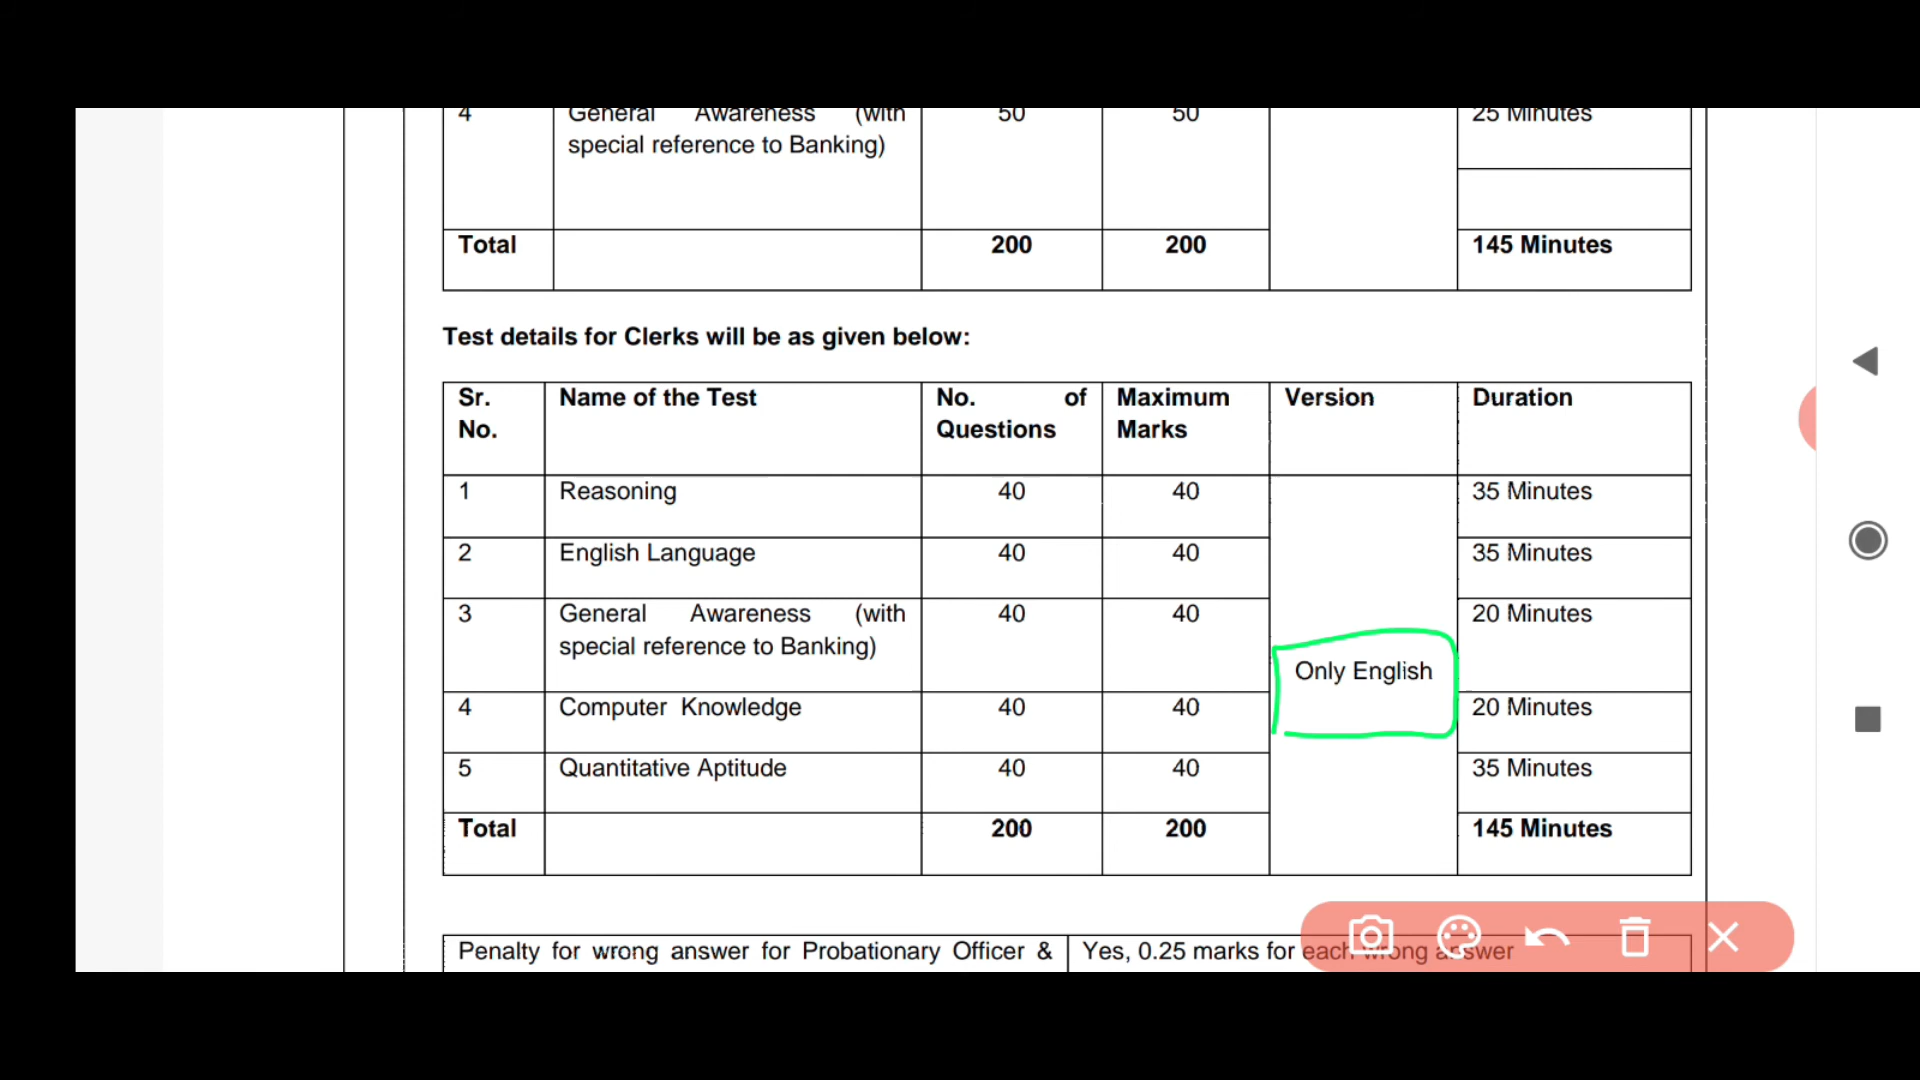 4 General Awareness (with 50 50 25 Minutes
special reference to Banking)
Total 200 200 145 Minutes
Test details for Clerks will be as given below:
Sr. Name of the Test No. of Maximum Version Duration
No. Questions Marks
1 Reasoning 40 40 35 Minutes
2 English Language 40 40 35 Minutes
3 General Awareness (with 40 40 20 Minutes
special reference to Banking)
Only English
4 Computer Knowledge 40 40 20 Minutes
5 Quantitative Aptitude 40 40 35 Minutes
Total 200 200 145 Minutes
Penalty for wrong answer for Probationary Officer & Yes, 0.25 marks for each wrong answer